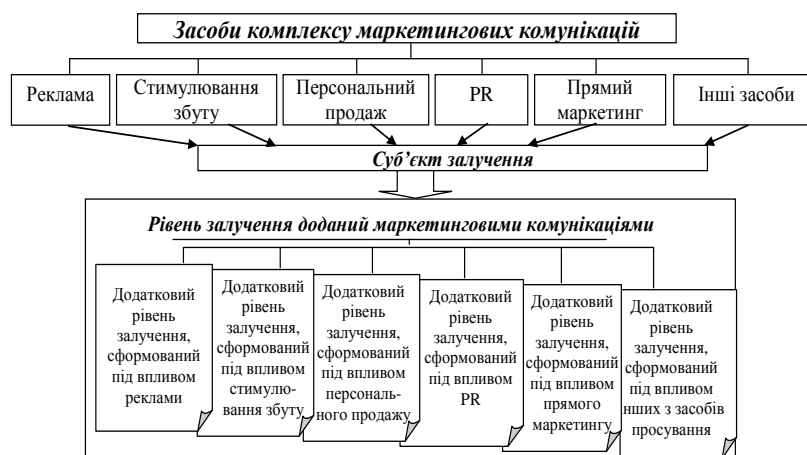 Засоби комплексу маркетингових комунікацій
Реклама
Стимулювання
збуту
Персональний
продаж
PR
Прямий
маркетинг
Інші засоби
Суб’єкт залучення
Рівень залучення доданий маркетинговими комунікаціями
Додатковий
рівень
залучення,
сформований
під впливом
реклами
Додатковий
рівень
залучення,
сформований
під впливом
стимулю-
вання збуту
Додатковий
рівень
залучення,
сформований
під впливом
персональ-
ного продажу
Додатковий
рівень
залучення,
сформований
під впливом
PR
Додатковий
рівень
залучення,
сформований
під впливом
прямого
маркетингу
Додатковий
рівень
залучення,
сформований
під впливом
інших з засобів
просування